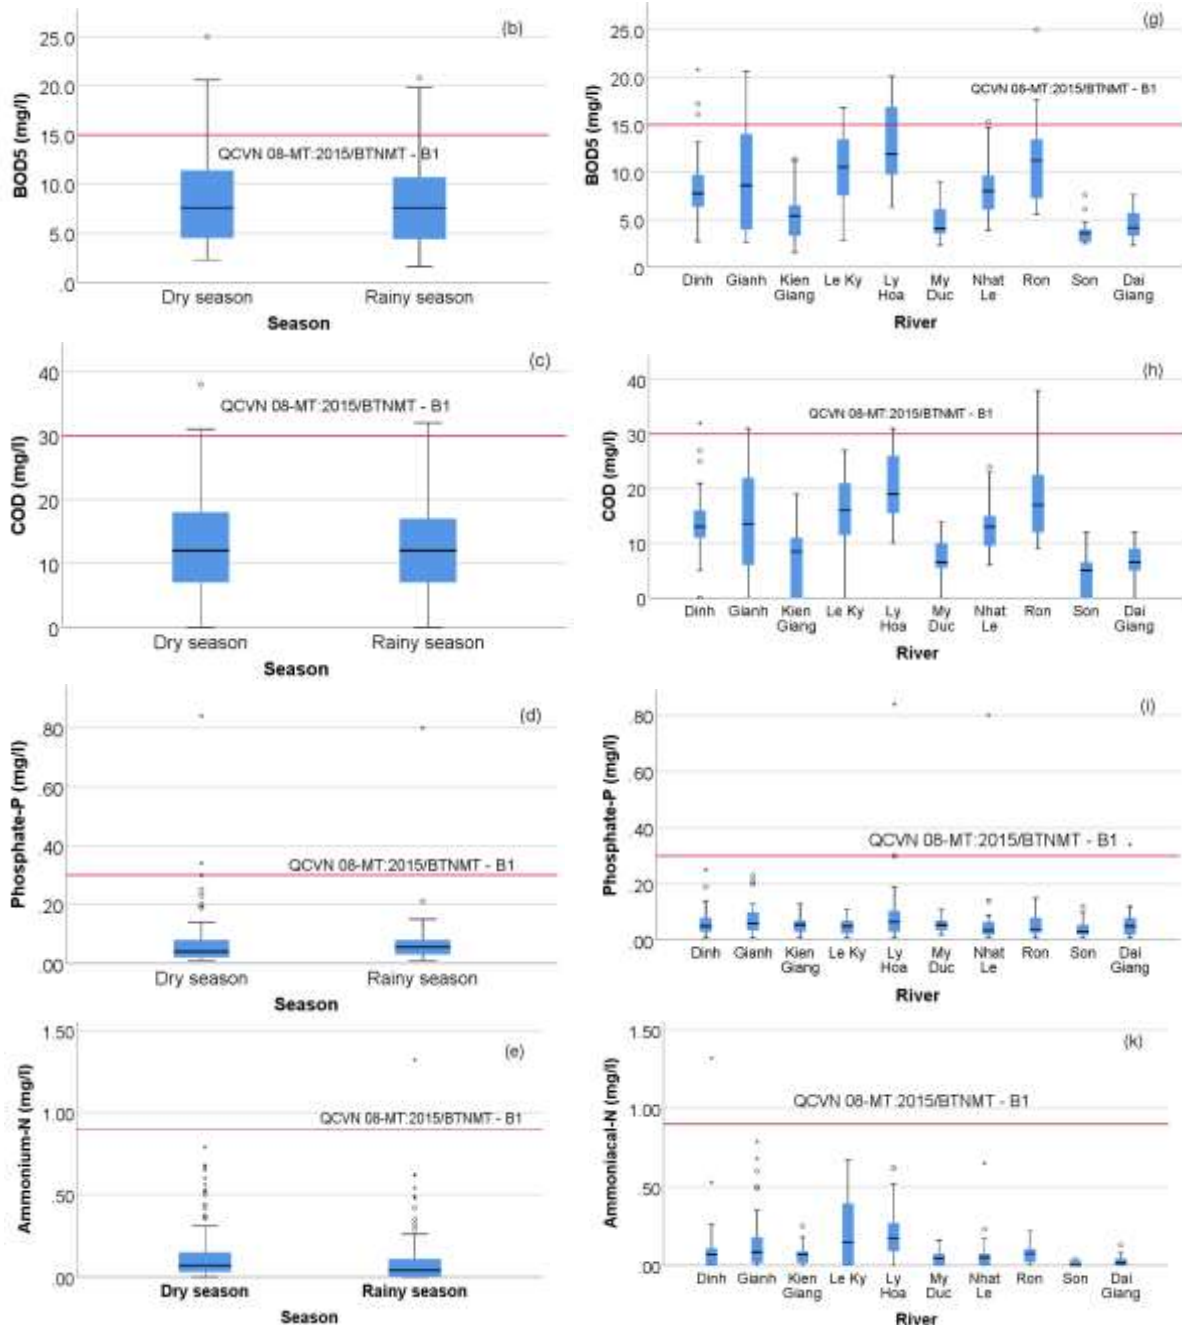 (b)
25.0
20.0
15.0
10.0
5.0
.0
BOD5 (mg/l)
QCVN 08-MT:2015/BTNMT - B1
Dry season
Rainy season
Season
(g)
25.0
20.0
15.0
10.0
5.0
.0
BOD5 (mg/l)
QCVN 08-MT:2015/BTNMT - B1
Dinh Gianh Kien Le Ky Ly My Nhat Ron Son Dai
Giang Hoa Duc Le Giang
River
(c)
40
30
20
10
0
COD (mg/l)
QCVN 08-MT:2015/BTNMT - B1
Dry season
Rainy season
Season
(h)
40
30
20
10
0
COD (mg/l)
QCVN 08-MT:2015/BTNMT - B1
Dinh Gianh Kien Le Ky Ly My Nhat Ron Son Dai
Giang Hoa Duc Le Giang
River
(d)
.80
.60
.40
.20
.00
Phosphate-P (mg/l)
QCVN 08-MT:2015/BTNMT - B1
Dry season
Rainy season
Season
(i)
.80
.60
.40
.20
.00
Phosphate-P (mg/l)
QCVN 08-MT:2015/BTNMT - B1
Dinh Gianh Kien Le Ky Ly My Nhat Ron Son Dai
Giang Hoa Duc Le Giang
River
(e)
1.50
1.00
.50
.00
Ammonium-N (mg/l)
QCVN 08-MT:2015/BTNMT - B1
Dry season
Rainy season
Season
(k)
1.50
1.00
.50
.00
Ammoniacal-N (mg/l)
QCVN 08-MT:2015/BTNMT - B1
Dinh Gianh Kien Le Ky Ly My Nhat Ron Son Dai
Giang Hoa Duc Le Giang
River